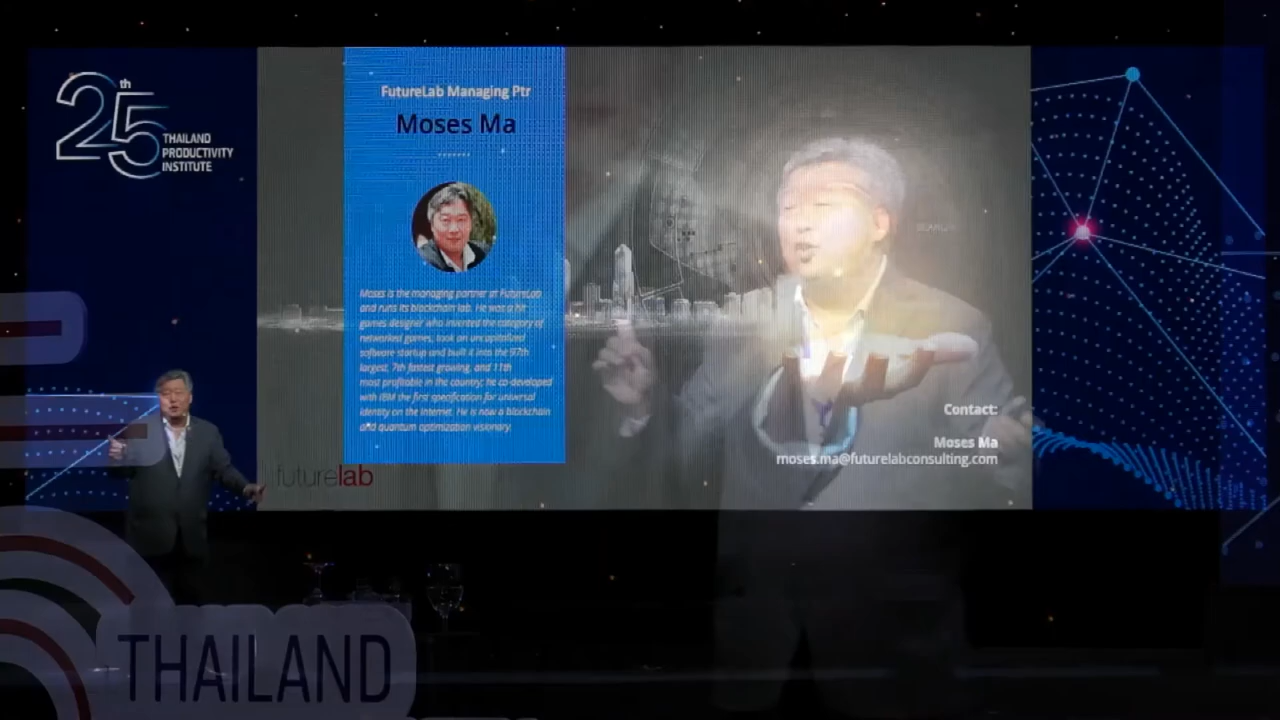 25th
THAILAND
PRODUCTIVITY
INSTITUTE
FutureLab Managing Ptr
Moses Ma
Moses is the managing partner at FutureLab
and runs its blockchain lab. He was a hit
games designer who invented the category of
networked games, took an uncapitalized
software startup and built it into the 97th
largest, 7th fastest growing, and 11th
most profitable in the country; he co-developed
with IBM the first specification for universal
identity on the internet. He is now a blockchain
and quantum optimization visionary.
futurelab
Contact:
Moses Ma
moses.ma@futurelabconsulting.com
THAILAND